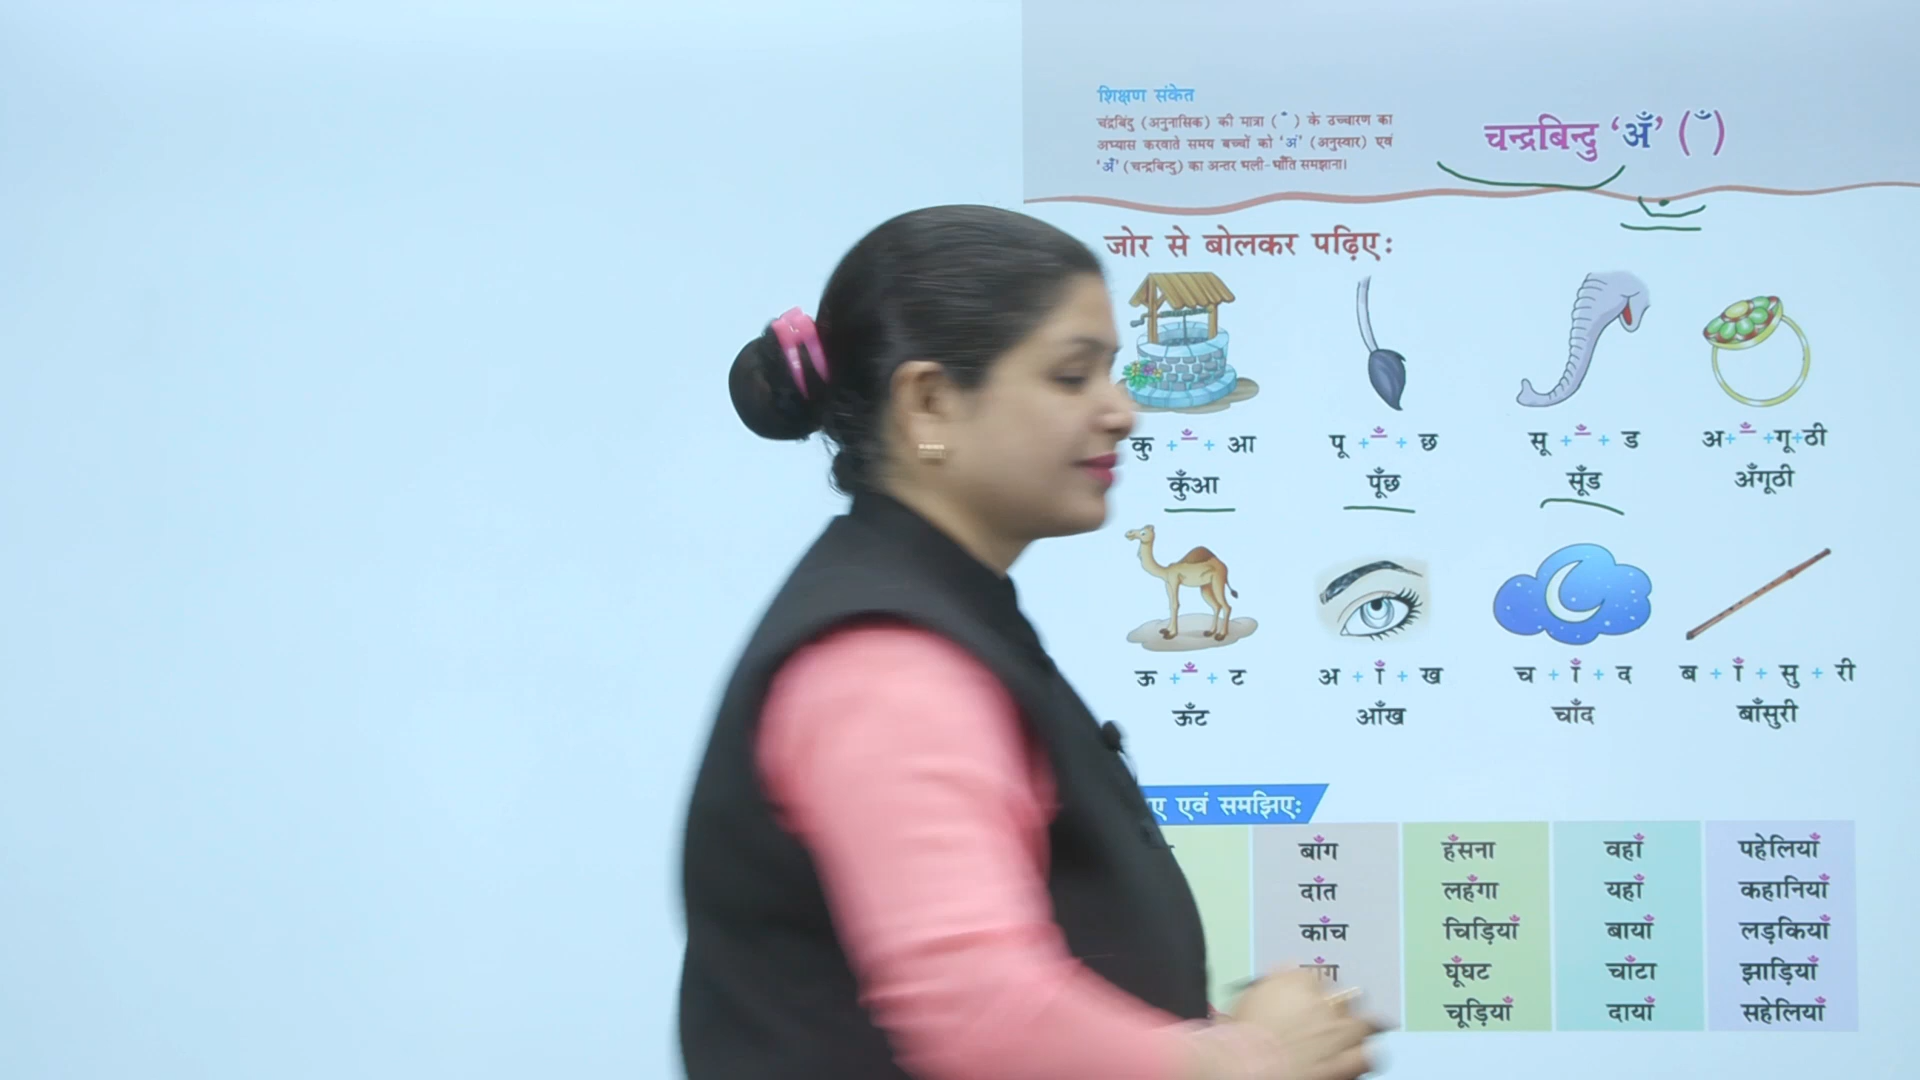 शिक्षण संकेत
चंद्रबिंदु (अनुनासिक) की मात्रा ( ँ ) के उच्चारण का
अभ्यास करवाते समय बच्चों को ‘अं’ (अनुस्वार) एवं
‘अँ’ (चन्द्रबिन्दु) का अन्तर भली-भाँति समझाना।
चन्द्रबिन्दु ‘अँ’ ( ँ )
जोर से बोलकर पढ़िए:
कु + ँ + आ पू + ँ + छ सू + ँ + ड अ+ ँ +गू+ठी
कुँआ पूँछ सूँड अँगूठी
ऊ + ँ + ट अ + ाँ + ख च + ाँ + द ब + ाँ + सु + री
ऊँट आँख चाँद बाँसुरी
ए एवं समझिए:
बाँग हँसना वहाँ पहेलियाँ
दाँत लहँगा यहाँ कहानियाँ
काँच चिड़ियाँ बायाँ लड़कियाँ
घूँघट चाँटा झाड़ियाँ
चूड़ियाँ दायाँ सहेलियाँ